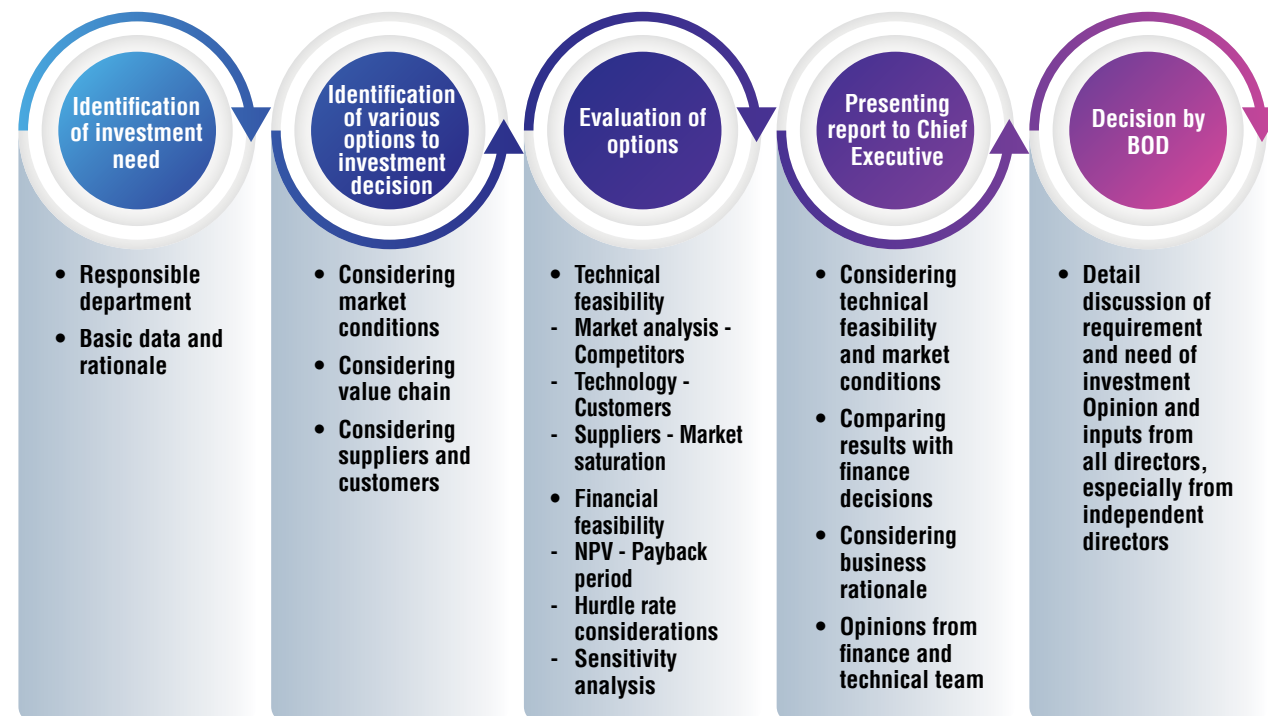 Identification
of investment
need
• Responsible
department
• Basic data and
rationale
Identification
of various
options to
investment
decision
• Considering
market
conditions
• Considering
value chain
• Considering
suppliers and
customers
Evaluation of
options
• Technical
feasibility
- Market analysis -
Competitors
- Technology -
Customers
- Suppliers - Market
saturation
• Financial
feasibility
- NPV - Payback
period
- Hurdle rate
considerations
- Sensitivity
analysis
Presenting
report to Chief
Executive
• Considering
technical
feasibility
and market
conditions
• Comparing
results with
finance
decisions
• Considering
business
rationale
• Opinions from
finance and
technical team
Decision by
BOD
• Detail
discussion of
requirement
and need of
investment
Opinion and
inputs from
all directors,
especially from
independent
directors